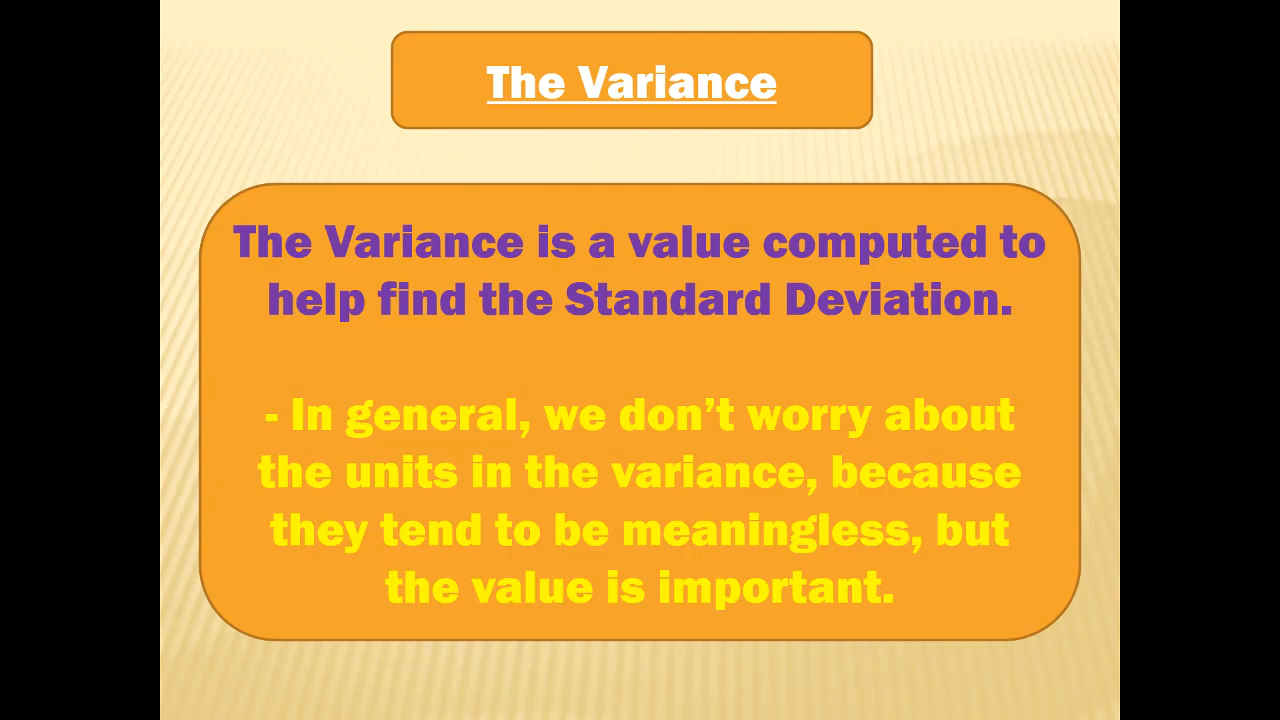 The Variance
The Variance is a value computed to
help find the Standard Deviation.
- In general, we don’t worry about
the units in the variance, because
they tend to be meaningless, but
the value is important.